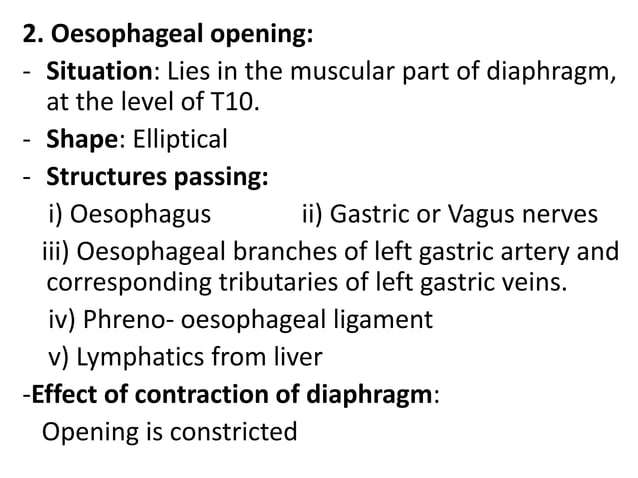 2. Oesophageal opening:
- Situation: Lies in the muscular part of diaphragm,
at the level of T10.
- Shape: Elliptical
- Structures passing:
i) Oesophagus ii) Gastric or Vagus nerves
iii) Oesophageal branches of left gastric artery and
corresponding tributaries of left gastric veins.
iv) Phreno- oesophageal ligament
v) Lymphatics from liver
-Effect of contraction of diaphragm:
Opening is constricted